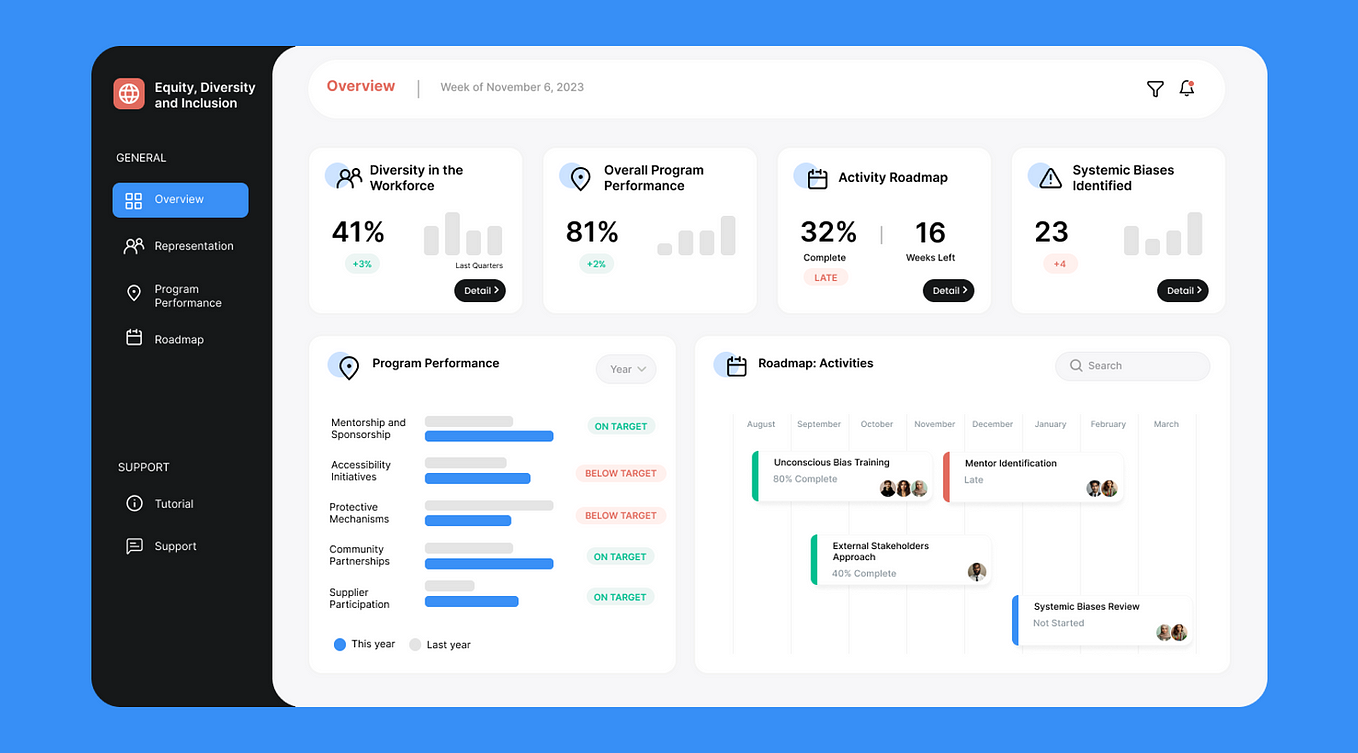 Equity, Diversity
and Inclusion
GENERAL
Overview
Representation
Program
Performance
Roadmap
SUPPORT
Tutorial
Support
Overview
Week of November 6, 2023
Diversity in the
Workforce
41%
+3%
Last Quarters
Detail
Overall Program
Performance
81%
+2%
Activity Roadmap
32%
Complete
LATE
16
Weeks Left
Detail
Systemic Biases
Identified
23
+4
Detail
Program Performance
Year
Mentorship and
Sponsorship
ON TARGET
Accessibility
Initiatives
BELOW TARGET
Protective
Mechanisms
BELOW TARGET
Community
Partnerships
ON TARGET
Supplier
Participation
ON TARGET
This year
Last year
Roadmap: Activities
Search
August September October November December January February March
Unconscious Bias Training
80% Complete
Mentor Identification
Late
External Stakeholders
Approach
40% Complete
Systemic Biases Review
Not Started